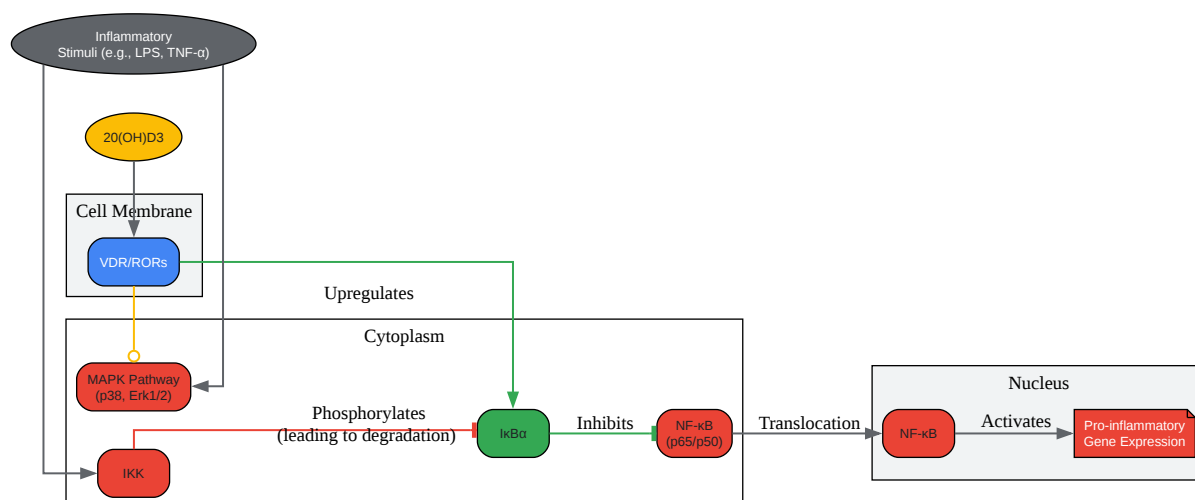 Inflammatory
Stimuli (e.g., LPS, TNF-α)
20(OH)D3
Cell Membrane
VDR/RORs
Upregulates
Cytoplasm
MAPK Pathway
(p38, Erk1/2)
Phosphorylates
(leading to degradation)
IκBα
Inhibits
NF-κB
(p65/p50)
Translocation
Nucleus
NF-κB
Activates
Pro-inflammatory
Gene Expression
IKK